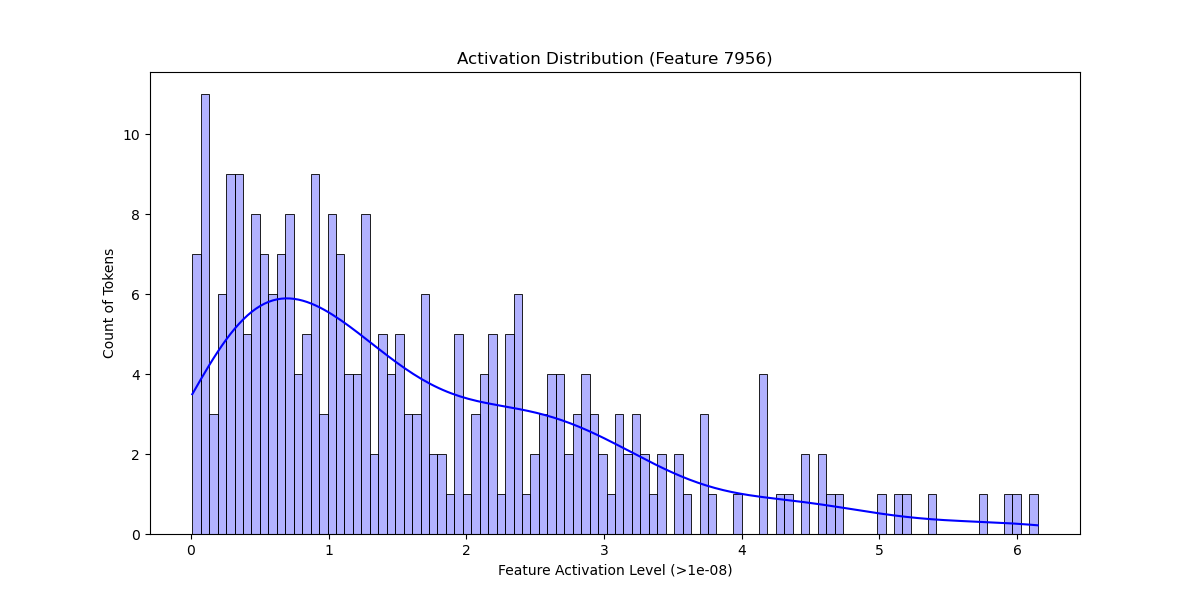 Activation Distribution (Feature 7956)
Count of Tokens
10
8
6
4
2
0
0 1 2 3 4 5 6
Feature Activation Level (>1e-08)